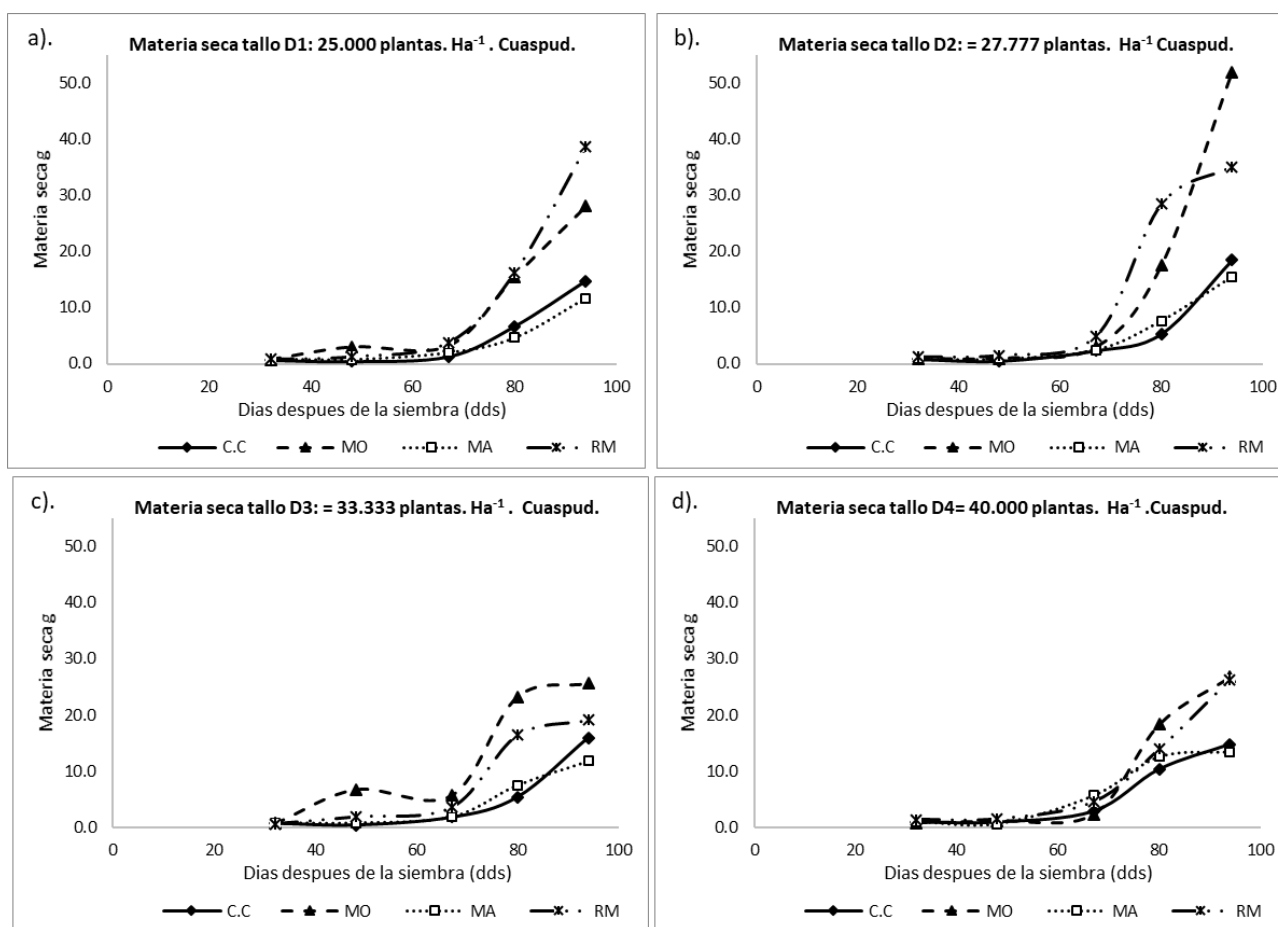 a).
Materia seca tallo D1: 25.000 plantas. Ha⁻¹ . Cuaspud.
50.0
40.0
30.0
20.0
10.0
0.0
Materia seca g
0 20 40 60 80 100
Dias despues de la siembra (dds)
C.C MO MA RM
b).
Materia seca tallo D2: = 27.777 plantas. Ha⁻¹ Cuaspud.
50.0
40.0
30.0
20.0
10.0
0.0
Materia seca g
0 20 40 60 80 100
Dias despues de la siembra (dds)
C.C MO MA RM
c).
Materia seca tallo D3: = 33.333 plantas. Ha⁻¹ . Cuaspud.
50.0
40.0
30.0
20.0
10.0
0.0
Materia seca g
0 20 40 60 80 100
Dias despues de la siembra (dds)
C.C MO MA RM
d).
Materia seca tallo D4= 40.000 plantas. Ha⁻¹ .Cuaspud.
50.0
40.0
30.0
20.0
10.0
0.0
Materia seca g
0 20 40 60 80 100
Dias despues de la siembra (dds)
C.C MO MA RM